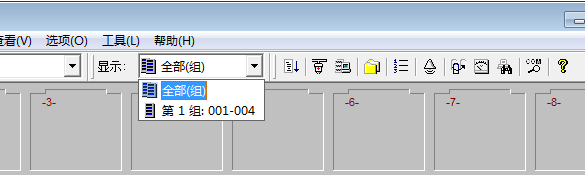 查看(V) 选项(O) 工具(L) 帮助(H)
显示: 全部(组) COM ?
全部(组)
第 1 组: 001-004
-3- -6- -7- -8-